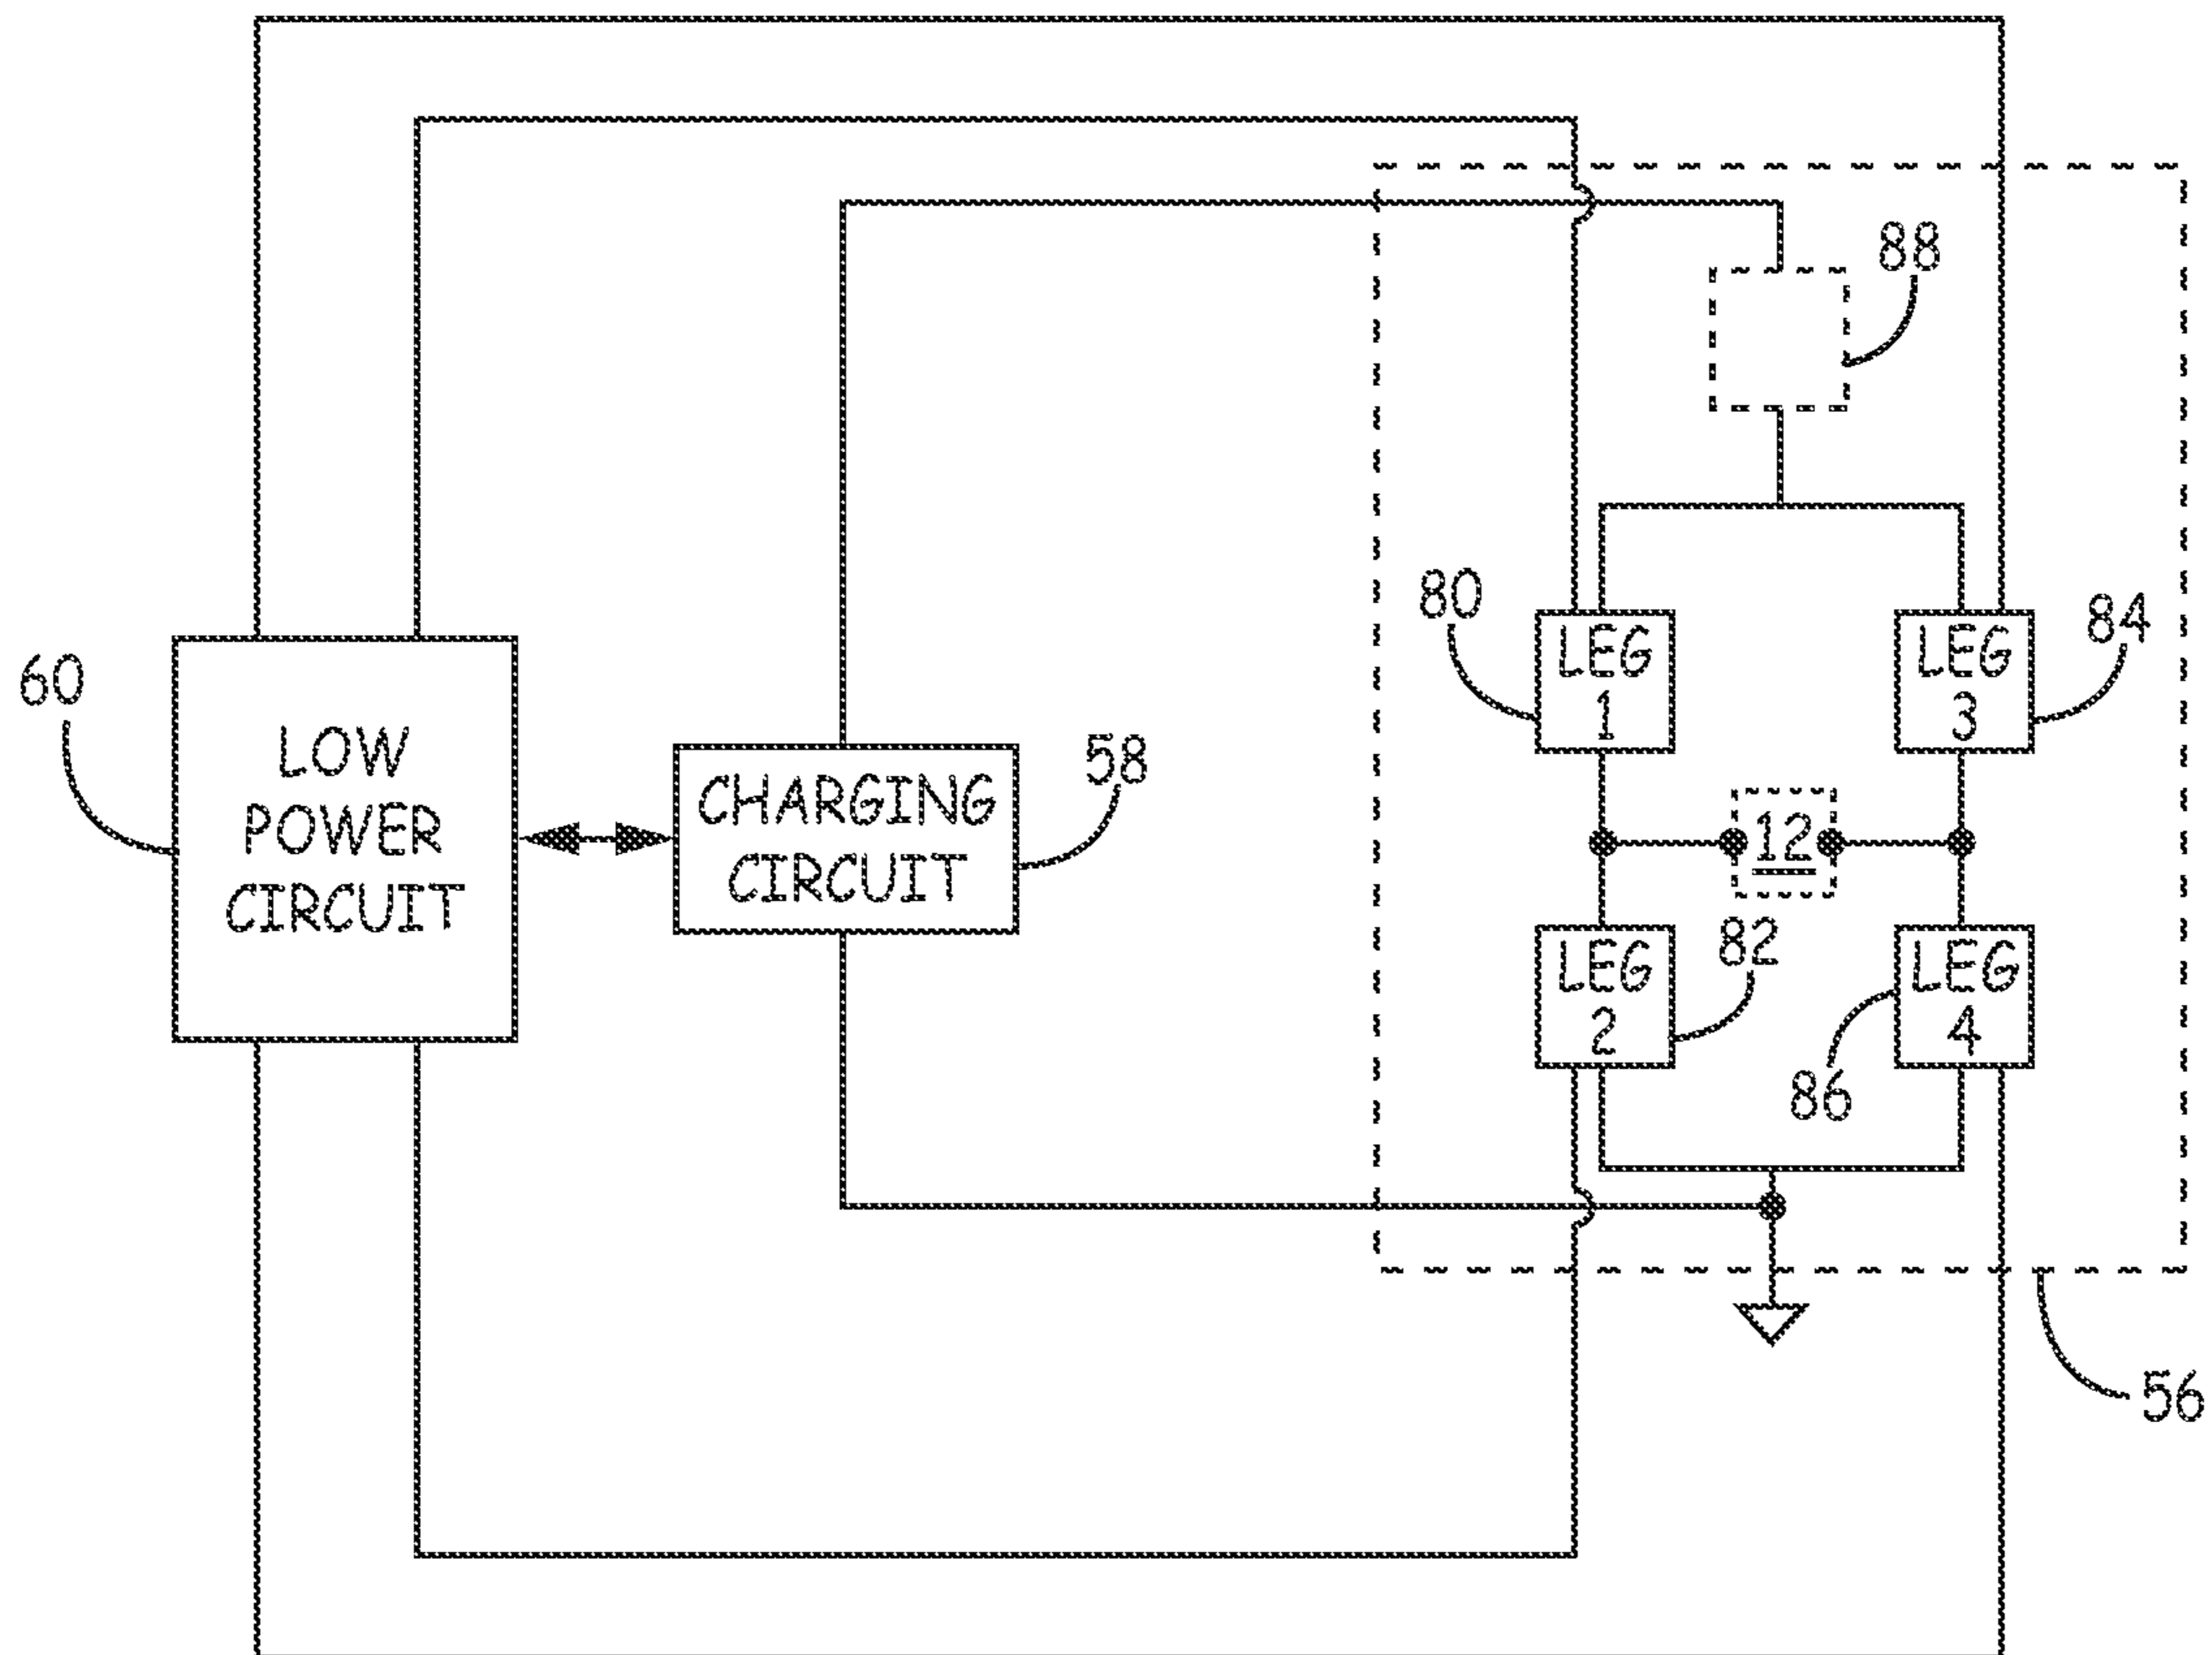 88
80
LEG
1
LEG
3
84
60
LOW
POWER
CIRCUIT
CHARGING
CIRCUIT
58
12
82
LEG
2
LEG
4
86
56